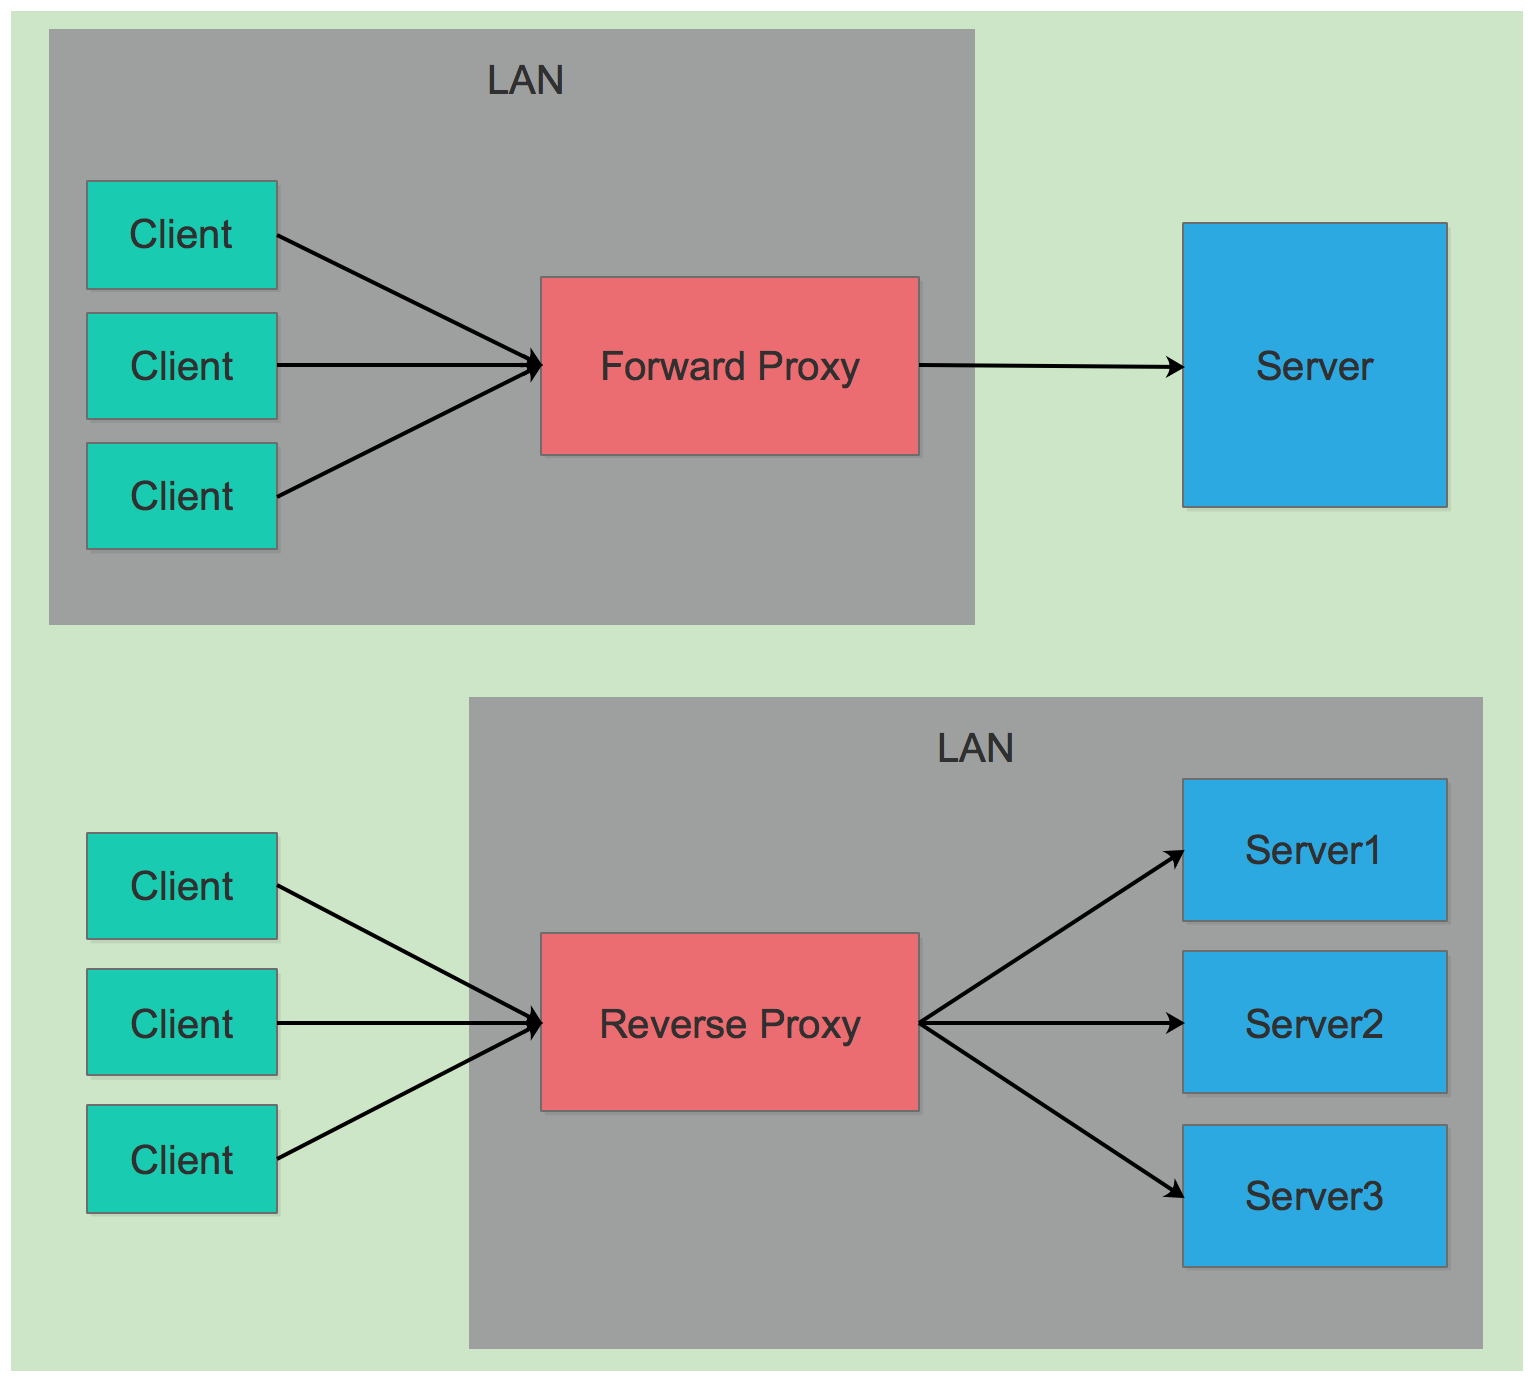 LAN
Client
Client
Client
Forward Proxy
Server
LAN
Client
Client
Client
Reverse Proxy
Server1
Server2
Server3